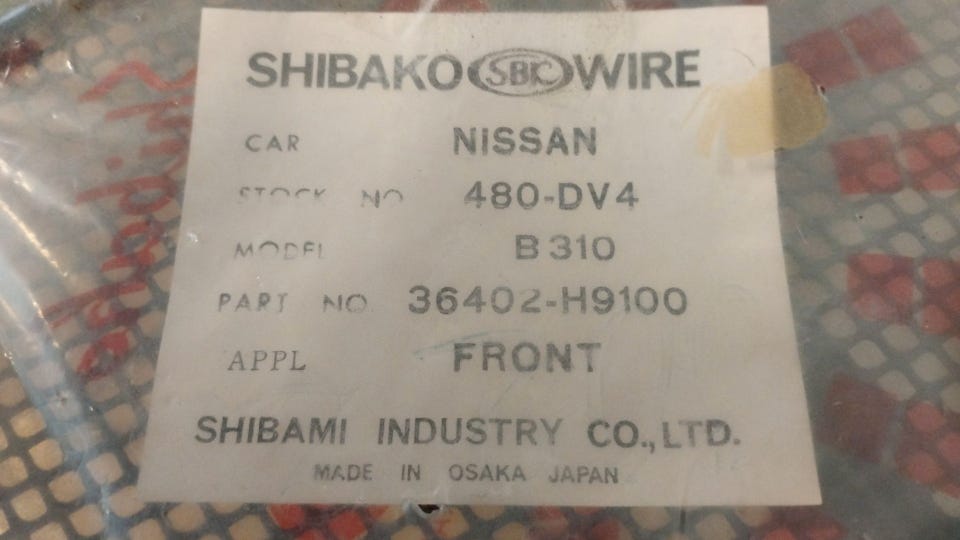 SHIBAKO SBC WIRE
CAR NISSAN
STOCK NO 480-DV4
MODEL B310
PART NO 36402-H9100
APPL FRONT
SHIBAMI INDUSTRY CO., LTD.
MADE IN OSAKA JAPAN